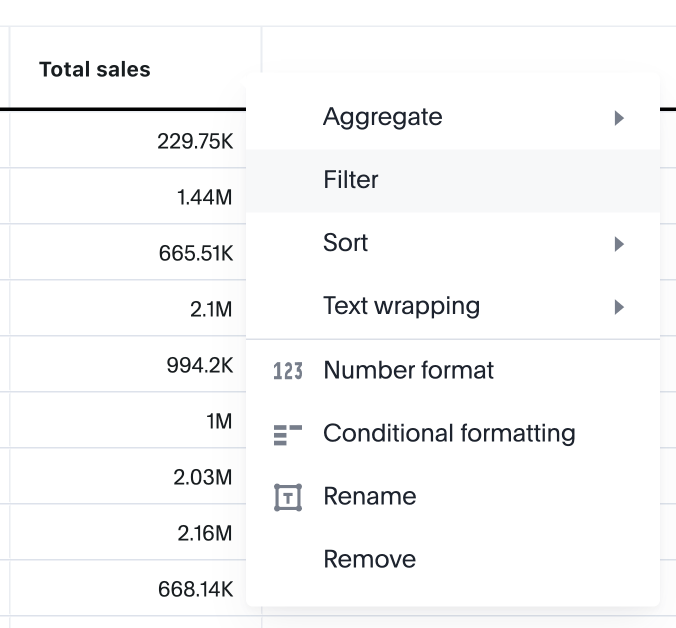 Total sales
229.75K
1.44M
665.51K
2.1M
994.2K
1M
2.03M
2.16M
668.14K
Aggregate
Filter
Sort
Text wrapping
123 Number format
Conditional formatting
T Rename
Remove